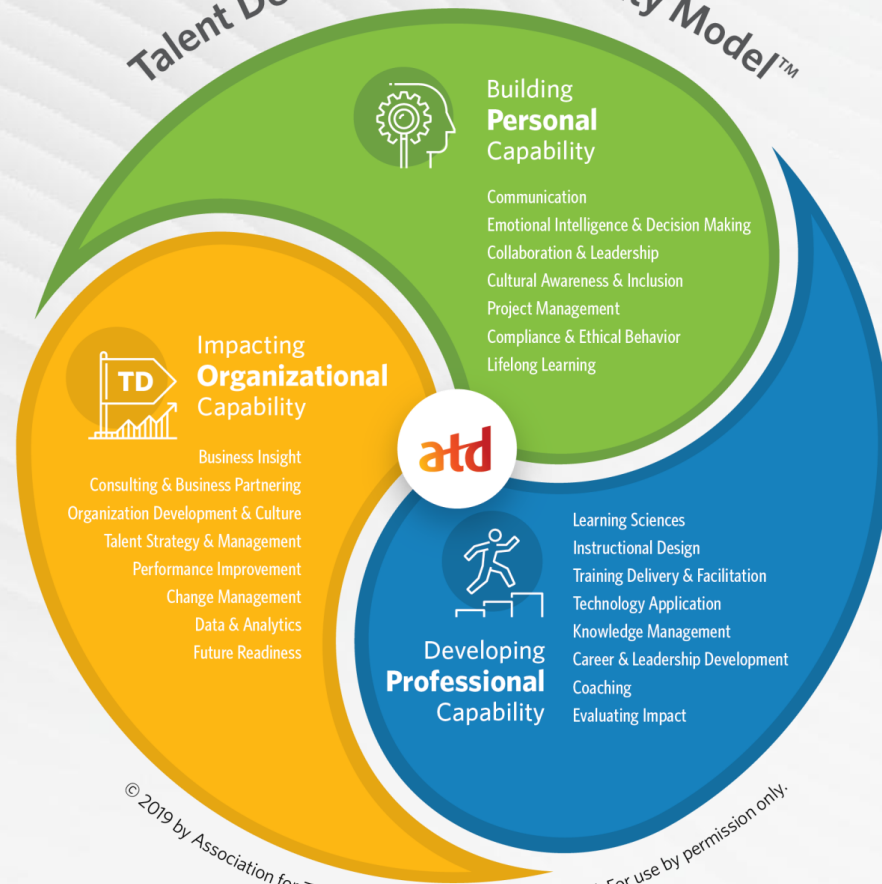 Talent
ty Model™
Building
Personal
Capability
Communication
Emotional Intelligence & Decision Making
Collaboration & Leadership
Cultural Awareness & Inclusion
Project Management
Compliance & Ethical Behavior
Lifelong Learning
TD
Impacting
Organizational
Capability
Business Insight
Consulting & Business Partnering
Organization Development & Culture
Talent Strategy & Management
Performance Improvement
Change Management
Data & Analytics
Future Readiness
atd
Developing
Professional
Capability
Learning Sciences
Instructional Design
Training Delivery & Facilitation
Technology Application
Knowledge Management
Career & Leadership Development
Coaching
Evaluating Impact
© 2019 by Association for
For use by permission only.